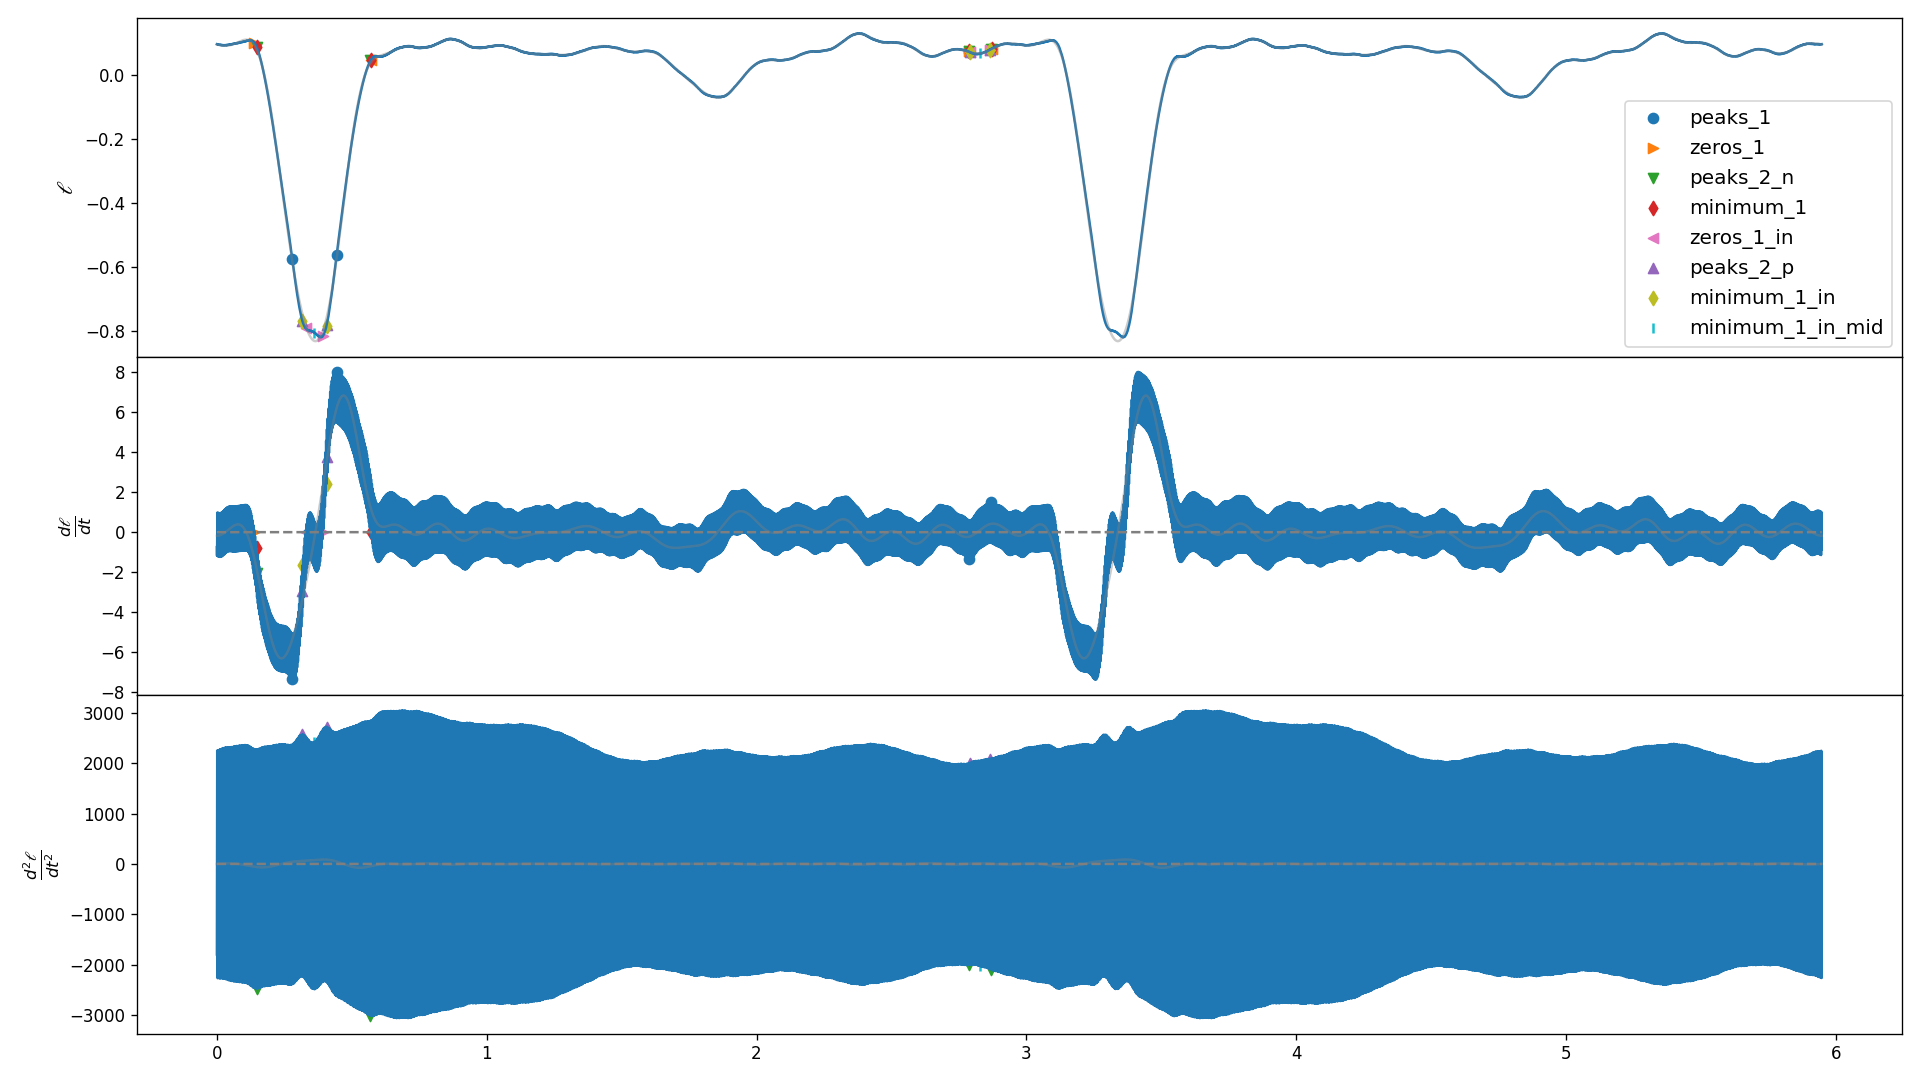 0.0
−0.2
−0.4
−0.6
−0.8
ℓ
peaks_1
zeros_1
peaks_2_n
minimum_1
zeros_1_in
peaks_2_p
minimum_1_in
minimum_1_in_mid
8
6
4
2
0
−2
−4
−6
−8
dℓ
dt
3000
2000
1000
0
−1000
−2000
−3000
d²ℓ
dt²
0 1 2 3 4 5 6